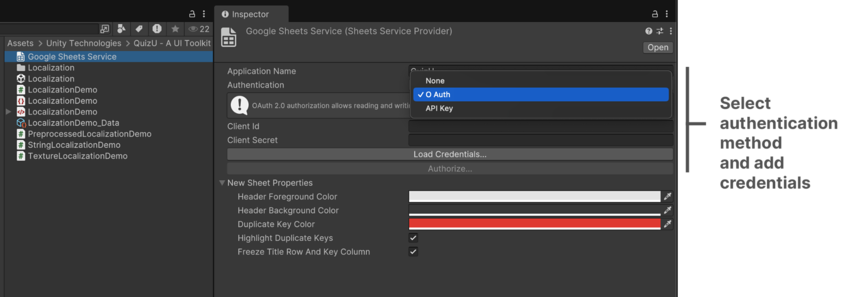 Inspector
22
Assets > Unity Technologies > QuizU - A UI Toolkit
Google Sheets Service
Localization
Localization
LocalizationDemo
LocalizationDemo
LocalizationDemo
LocalizationDemo_Data
PreprocessedLocalizationDemo
StringLocalizationDemo
TextureLocalizationDemo
Google Sheets Service (Sheets Service Provider)
Open
Application Name
Authentication
None
✓ O Auth
API Key
OAuth 2.0 authorization allows reading and
Client Id
Client Secret
Load Credentials...
Authorize...
New Sheet Properties
Header Foreground Color
Header Background Color
Duplicate Key Color
Highlight Duplicate Keys
Freeze Title Row And Key Column
Select
authentication
method
and add
credentials